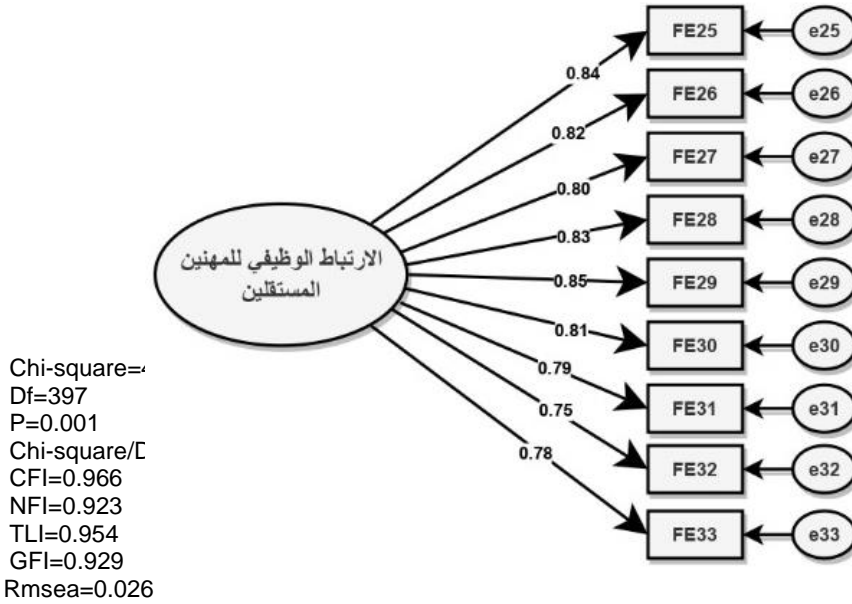 FE25
e25
0.84
FE26
e26
0.82
FE27
e27
0.80
FE28
e28
0.83
الارتباط الوظيفي للمهنين
المستقلين
FE29
e29
0.85
FE30
e30
0.81
FE31
e31
0.79
FE32
e32
0.75
FE33
e33
0.78
Chi-square=
Df=397
P=0.001
Chi-square/
CFI=0.966
NFI=0.923
TLI=0.954
GFI=0.929
Rmsea=0.026